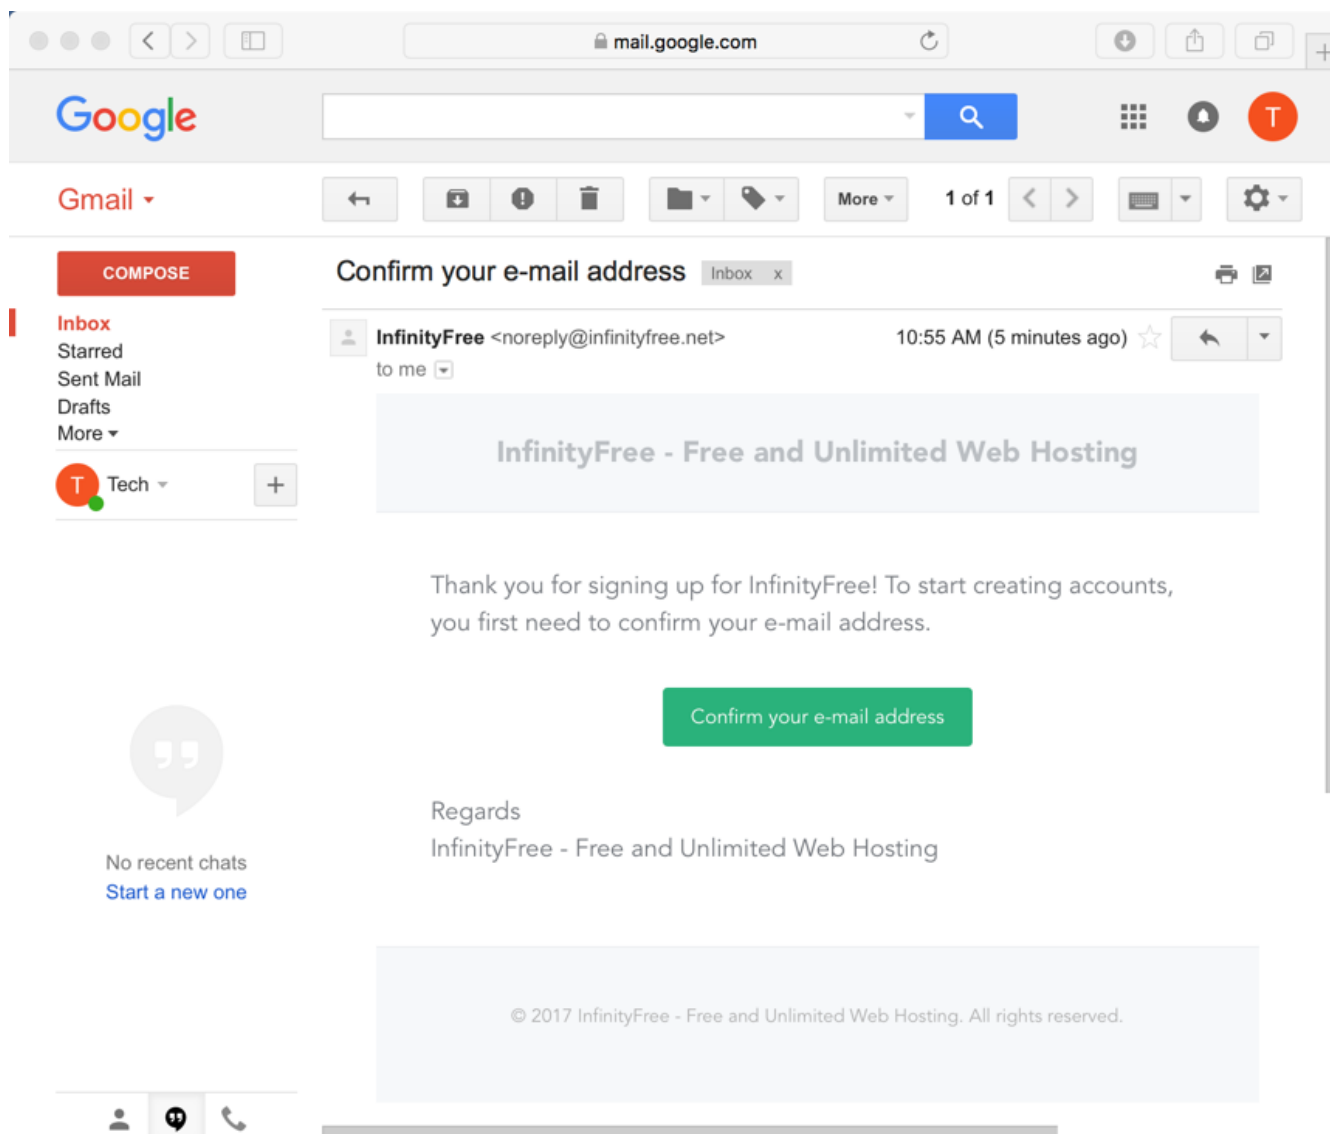 mail.google.com
Google
T
Gmail
More
1 of 1
COMPOSE
Confirm your e-mail address
Inbox x
Inbox
Starred
Sent Mail
Drafts
More
InfinityFree <noreply@infinityfree.net>
10:55 AM (5 minutes ago)
to me
T Tech
+
InfinityFree - Free and Unlimited Web Hosting
Thank you for signing up for InfinityFree! To start creating accounts,
you first need to confirm your e-mail address.
Confirm your e-mail address
Regards
InfinityFree - Free and Unlimited Web Hosting
No recent chats
Start a new one
© 2017 InfinityFree - Free and Unlimited Web Hosting. All rights reserved.